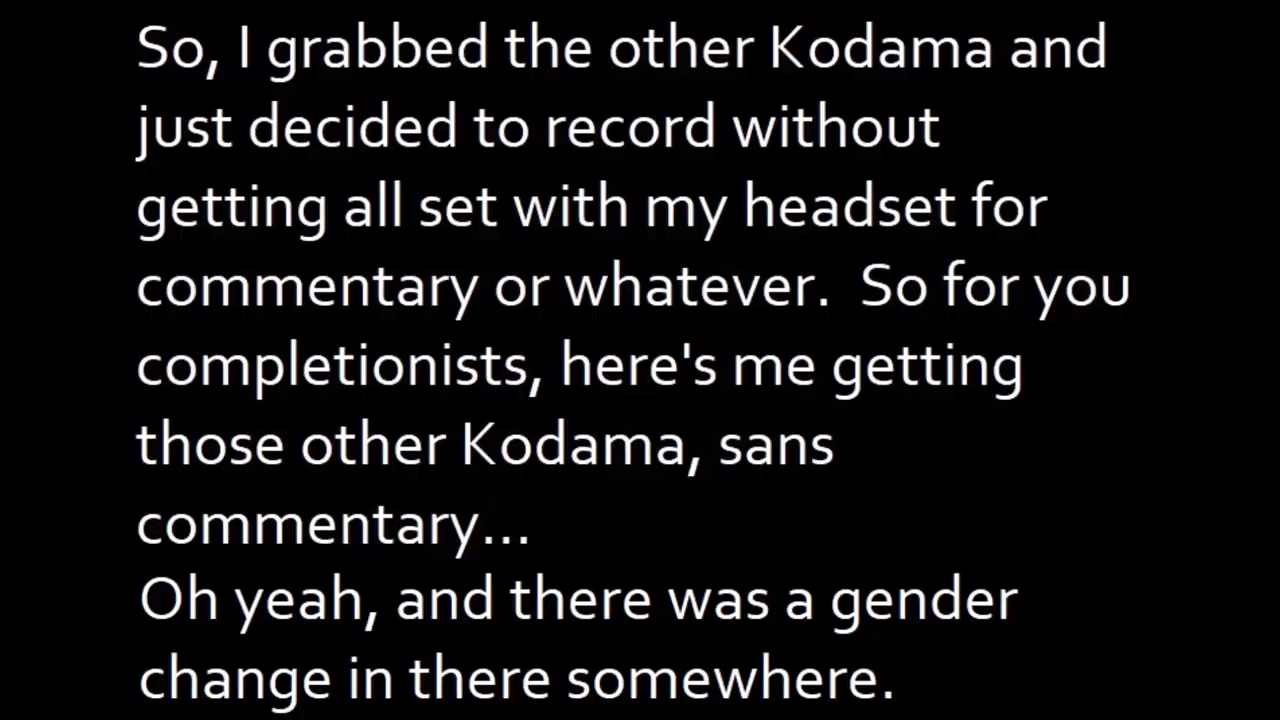 So, I grabbed the other Kodama and
just decided to record without
getting all set with my headset for
commentary or whatever.  So for you
completionists, here's me getting
those other Kodama, sans
commentary...
Oh yeah, and there was a gender
change in there somewhere.